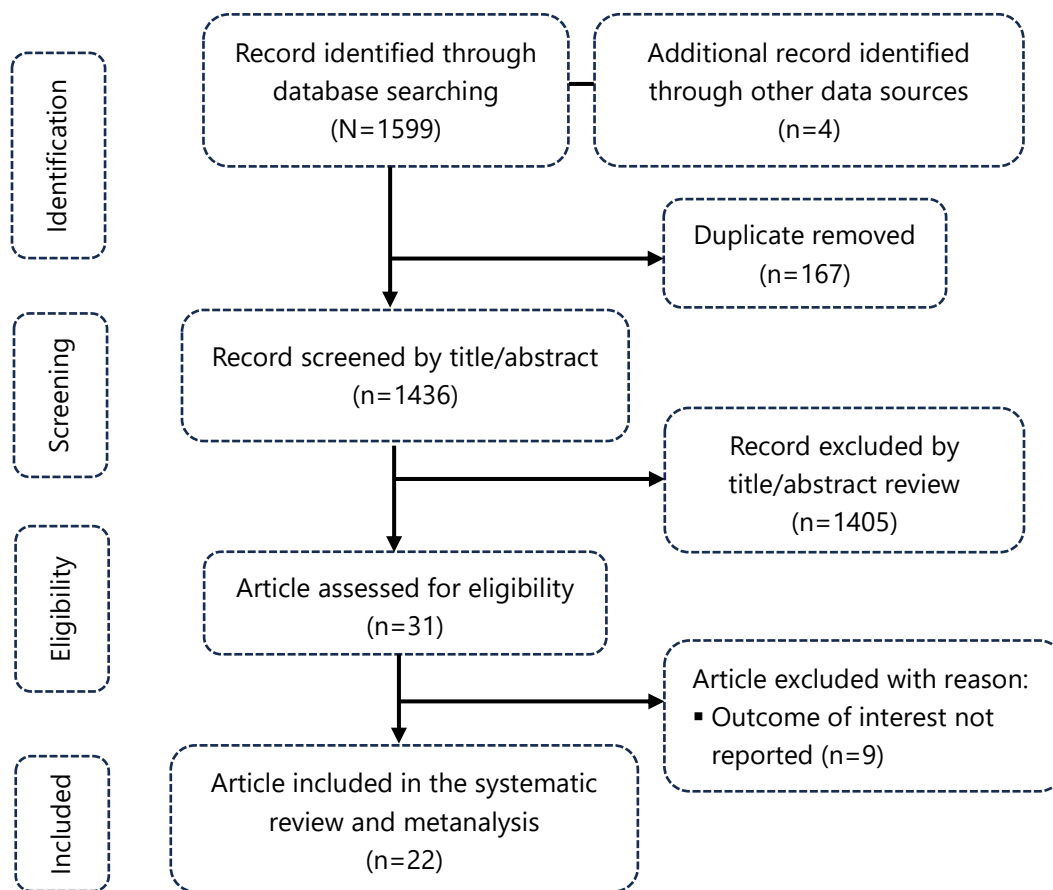 Identification
Record identified through
database searching
(N=1599)
Additional record identified
through other data sources
(n=4)
Duplicate removed
(n=167)
Screening
Record screened by title/abstract
(n=1436)
Record excluded by
title/abstract review
(n=1405)
Eligibility
Article assessed for eligibility
(n=31)
Article excluded with reason:
▪ Outcome of interest not
reported (n=9)
Included
Article included in the systematic
review and metanalysis
(n=22)